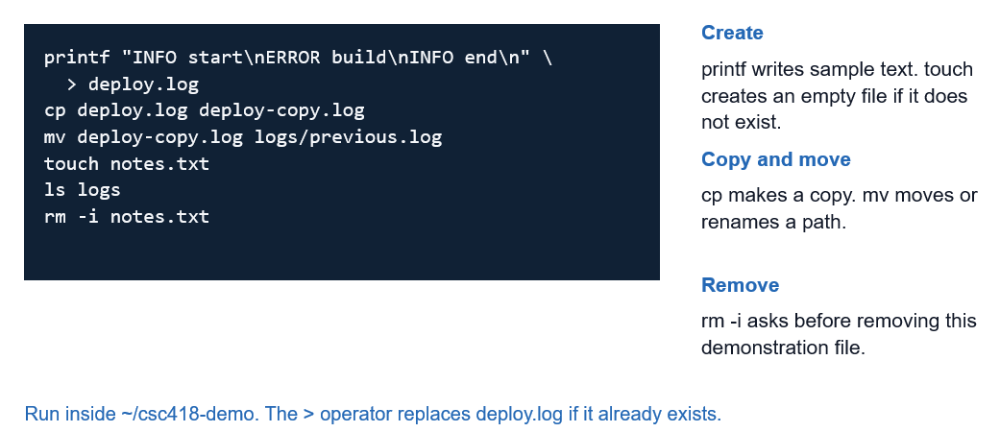 printf "INFO start\nERROR build\nINFO end\n" \
  > deploy.log
cp deploy.log deploy-copy.log
mv deploy-copy.log logs/previous.log
touch notes.txt
ls logs
rm -i notes.txt
Create
printf writes sample text. touch
creates an empty file if it does
not exist.
Copy and move
cp makes a copy. mv moves or
renames a path.
Remove
rm -i asks before removing this
demonstration file.
Run inside ~/csc418-demo. The > operator replaces deploy.log if it already exists.